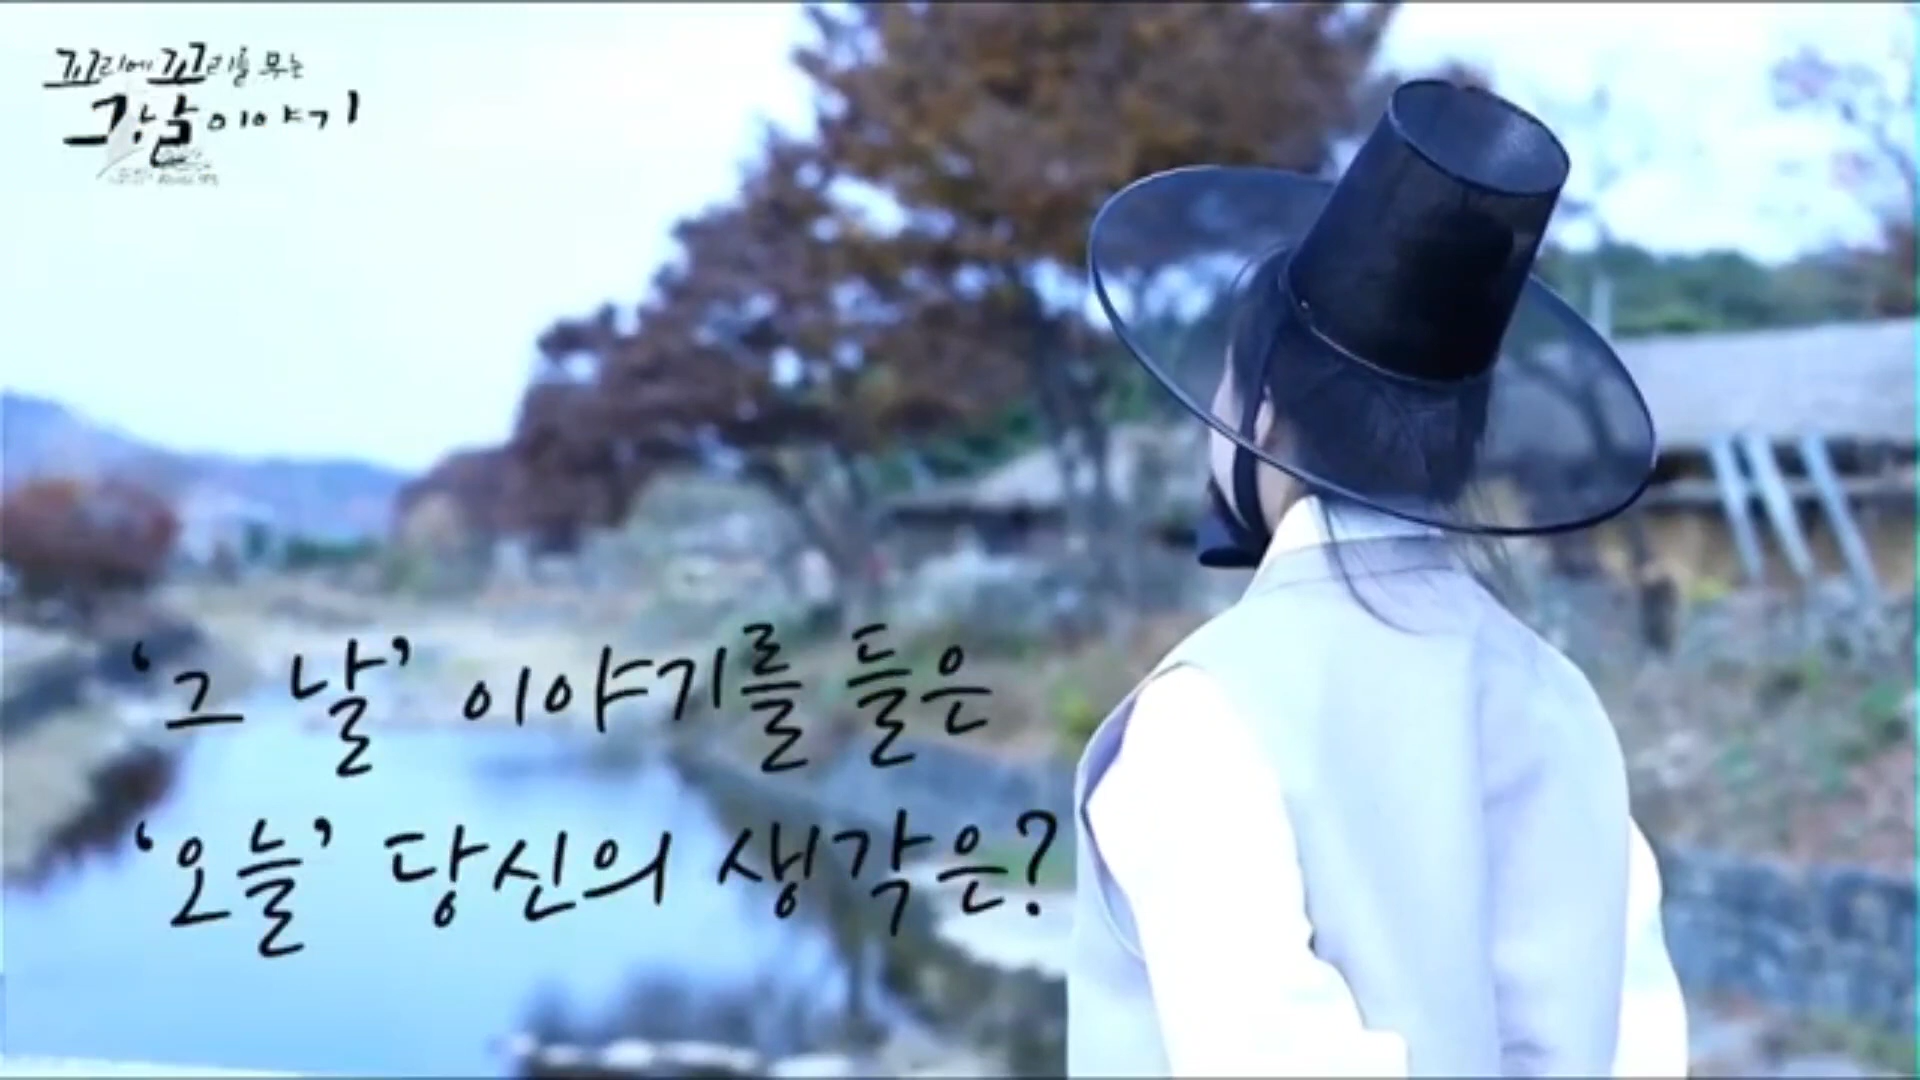 꼬리에 꼬리를 무는
그날 이야기
‘그 날’ 이야기를 들은
‘오늘’ 당신의 생각은?